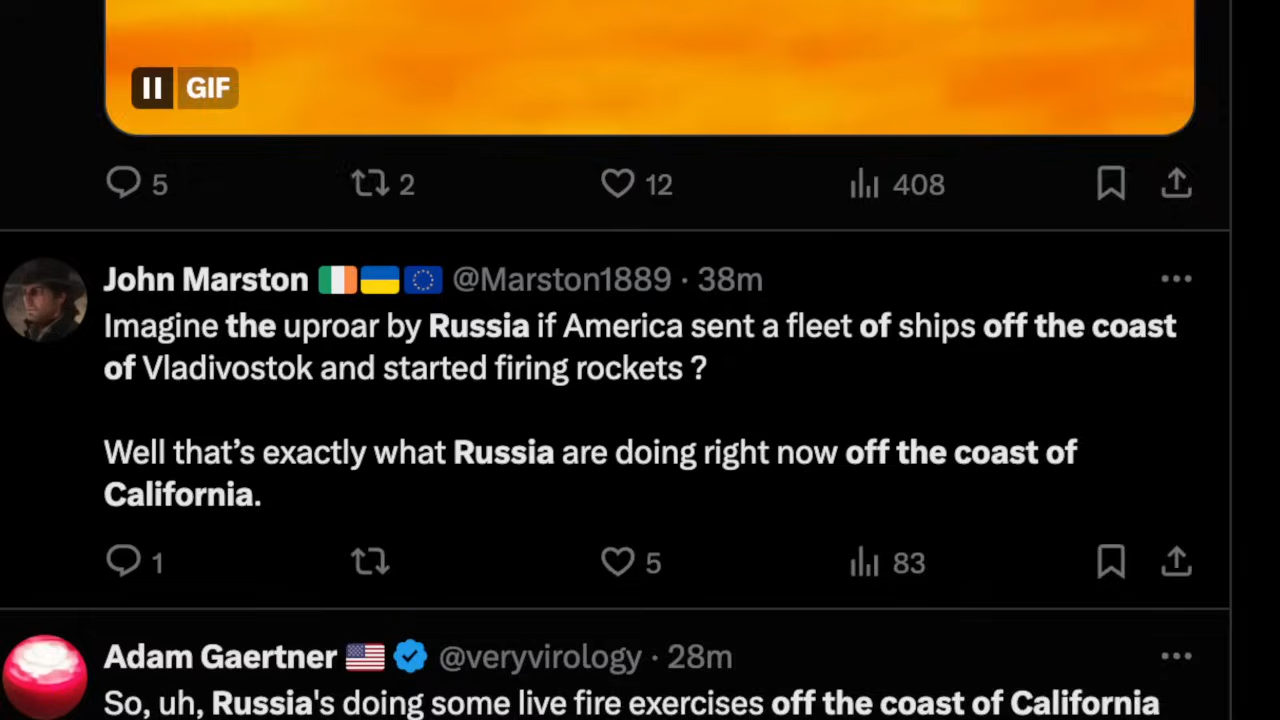 GIF
5 2 12 408
John Marston 🇮🇪🇺🇦🇪🇺 @Marston1889 · 38m
Imagine the uproar by Russia if America sent a fleet of ships off the coast
of Vladivostok and started firing rockets ?
Well that’s exactly what Russia are doing right now off the coast of
California.
1 5 83
Adam Gaertner 🇺🇸 @veryvirology · 28m
So, uh, Russia's doing some live fire exercises off the coast of California